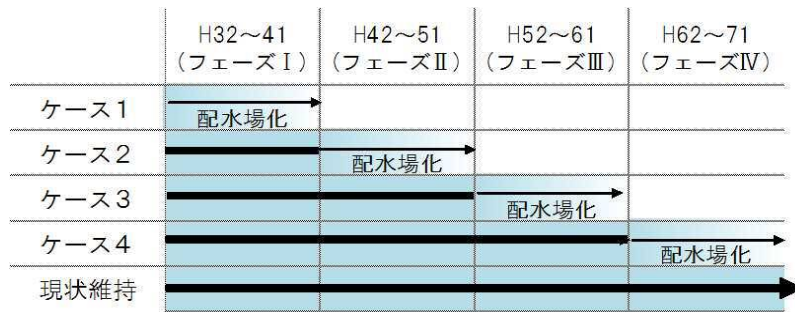 H32～41 H42～51 H52～61 H62～71
(フェーズⅠ) (フェーズⅡ) (フェーズⅢ) (フェーズⅣ)
ケース1
配水場化
ケース2
配水場化
ケース3
配水場化
ケース4
配水場化
現状維持